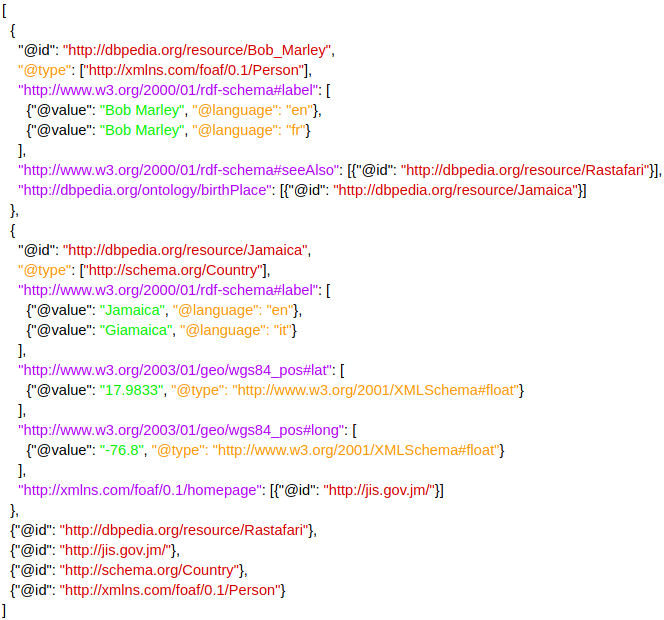 [
{
"@id": "http://dbpedia.org/resource/Bob_Marley",
"@type": ["http://xmlns.com/foaf/0.1/Person"],
"http://www.w3.org/2000/01/rdf-schema#label": [
{"@value": "Bob Marley", "@language": "en"},
{"@value": "Bob Marley", "@language": "fr"}
],
"http://www.w3.org/2000/01/rdf-schema#seeAlso": [{"@id": "http://dbpedia.org/resource/Rastafari"}],
"http://dbpedia.org/ontology/birthPlace": [{"@id": "http://dbpedia.org/resource/Jamaica"}]
},
{
"@id": "http://dbpedia.org/resource/Jamaica",
"@type": ["http://schema.org/Country"],
"http://www.w3.org/2000/01/rdf-schema#label": [
{"@value": "Jamaica", "@language": "en"},
{"@value": "Giamaica", "@language": "it"}
],
"http://www.w3.org/2003/01/geo/wgs84_pos#lat": [
{"@value": "17.9833", "@type": "http://www.w3.org/2001/XMLSchema#float"}
],
"http://www.w3.org/2003/01/geo/wgs84_pos#long": [
{"@value": "-76.8", "@type": "http://www.w3.org/2001/XMLSchema#float"}
],
"http://xmlns.com/foaf/0.1/homepage": [{"@id": "http://jis.gov.jm/"}]
},
{"@id": "http://dbpedia.org/resource/Rastafari"},
{"@id": "http://jis.gov.jm/"},
{"@id": "http://schema.org/Country"},
{"@id": "http://xmlns.com/foaf/0.1/Person"}
]